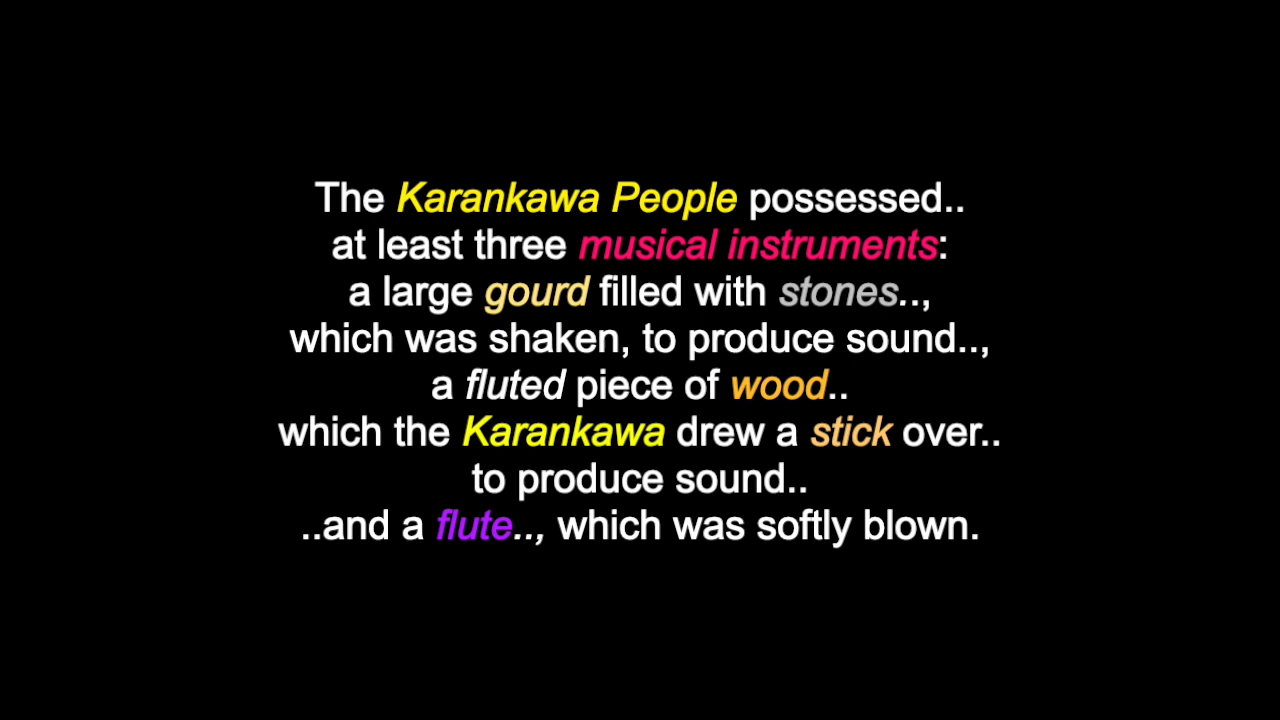 The Karankawa People possessed..
at least three musical instruments:
a large gourd filled with stones..,
which was shaken, to produce sound..,
a fluted piece of wood..
which the Karankawa drew a stick over..
to produce sound..
..and a flute.., which was softly blown.